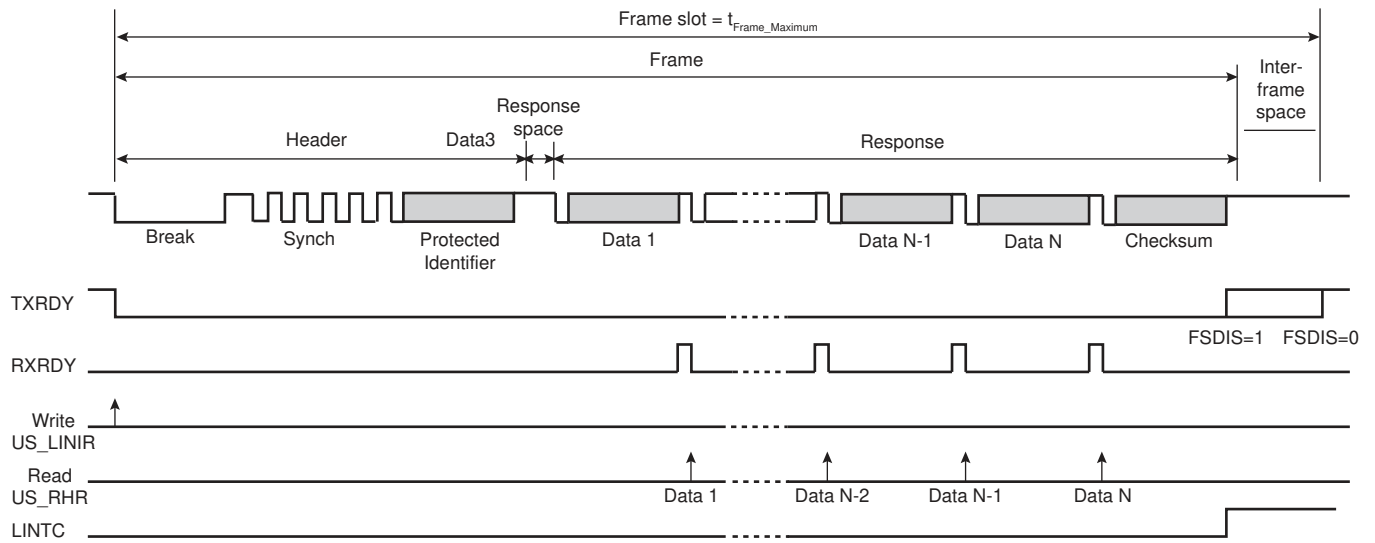 Frame slot = tFrame_Maximum
Frame
Inter-
frame
space
Response
space
Header
Data3
Response
Break
Synch
Protected
Identifier
Data 1
Data N-1
Data N
Checksum
TXRDY
FSDIS=1
FSDIS=0
RXRDY
Write
US_LINIR
Read
US_RHR
Data 1
Data N-2
Data N-1
Data N
LINTC